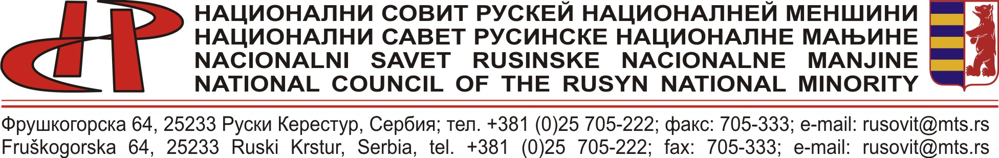 НАЦИОНАЛНИ СОВИТ РУСКЕЙ НАЦИОНАЛНЕЙ МЕНШИНИ
НАЦИОНАЛНИ САВЕТ РУСИНСКЕ НАЦИОНАЛНЕ МАЊИНЕ
NACIONALNI SAVET RUSINSKE NACIONALNE MANJINE
NATIONAL COUNCIL OF THE RUSYN NATIONAL MINORITY
Фрушкогорска 64, 25233 Руски Керестур, Сербия; тел. +381 (0)25 705-222; факс: 705-333; e-mail: rusovit@mts.rs
Fruškogorska 64, 25233 Ruski Krstur, Serbia, tel. +381 (0)25 705-222; fax: 705-333; e-mail: rusovit@mts.rs